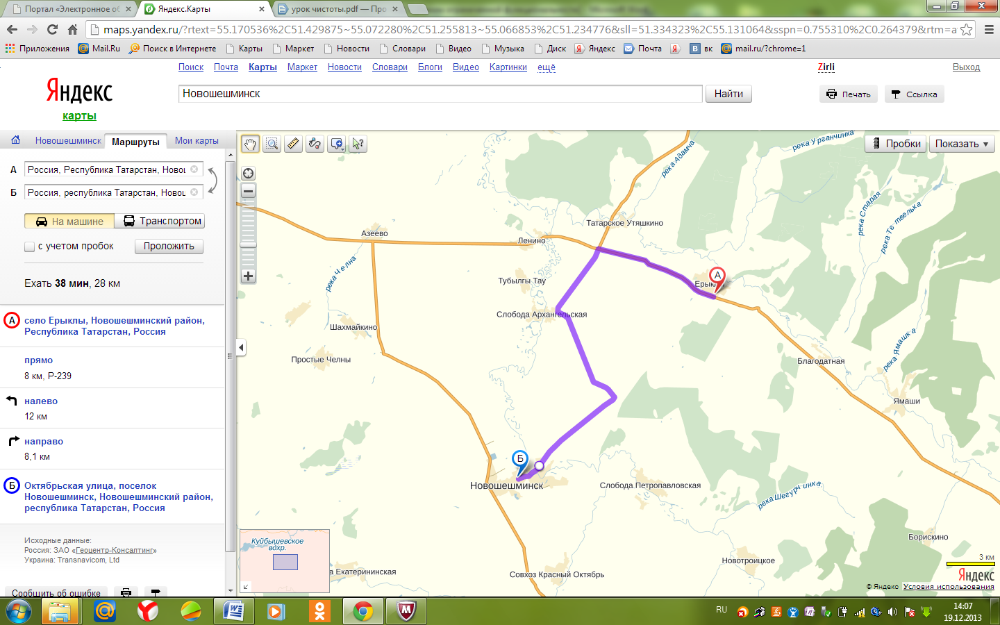 Портал «Электронное об
Яндекс.Карты
урок чистоты.pdf — Про
maps.yandex.ru/?rtext=55.170536%2C51.429875~55.072280%2C51.255813~55.066853%2C51.234776&sll=51.334323%2C55.131064&sspn=0.755310%2C0.264379&rtm=a
Приложения Mail.Ru Поиск в Интернете Карты Маркет Новости Словари Видео Музыка Диск Яндекс Почта вк mail.ru/?chrome=1
Поиск Почта Карты Маркет Новости Словари Блоги Видео Картинки ещё
Zirli Выход
Яндекс
карты
Новошешминск
Найти
Печать Ссылка
Новошешминск Маршруты Мои карты
А Россия, Республика Татарстан, Новош
Б Россия, республика Татарстан, Новош
На машине Транспортом
с учетом пробок Проложить
Ехать 38 мин, 28 км
А село Ерыклы, Новошешминский район,
Республика Татарстан, Россия
прямо
8 км, Р-239
налево
12 км
направо
8,1 км
Б Октябрьская улица, поселок
Новошешминск, Новошешминский район,
республика Татарстан, Россия
Исходные данные:
Россия: ЗАО «Геоцентр-Консалтинг»
Украина: Transnavicom, Ltd
Сообщить об ошибке
Пробки Показать
река Урганчинка
река Адамча
река Старая
река Тетвелька
Татарское Утяшкино
Азеево
Ленино
река Челна
Тубылгы Тау
А
Ерыклы
Слобода Архангельская
Шахмайкино
река Ямашка
Простые Челны
Благодатная
Ямаши
Б
Новошешминск
Слобода Петропавловская
река Шегурчинка
Куйбышевское
вдхр.
Борискино
3 км
Новотроицкое
а Екатерининская
Совхоз Красный Октябрь
Яндекс
© Яндекс Условия использования
RU
14:07
19.12.2013